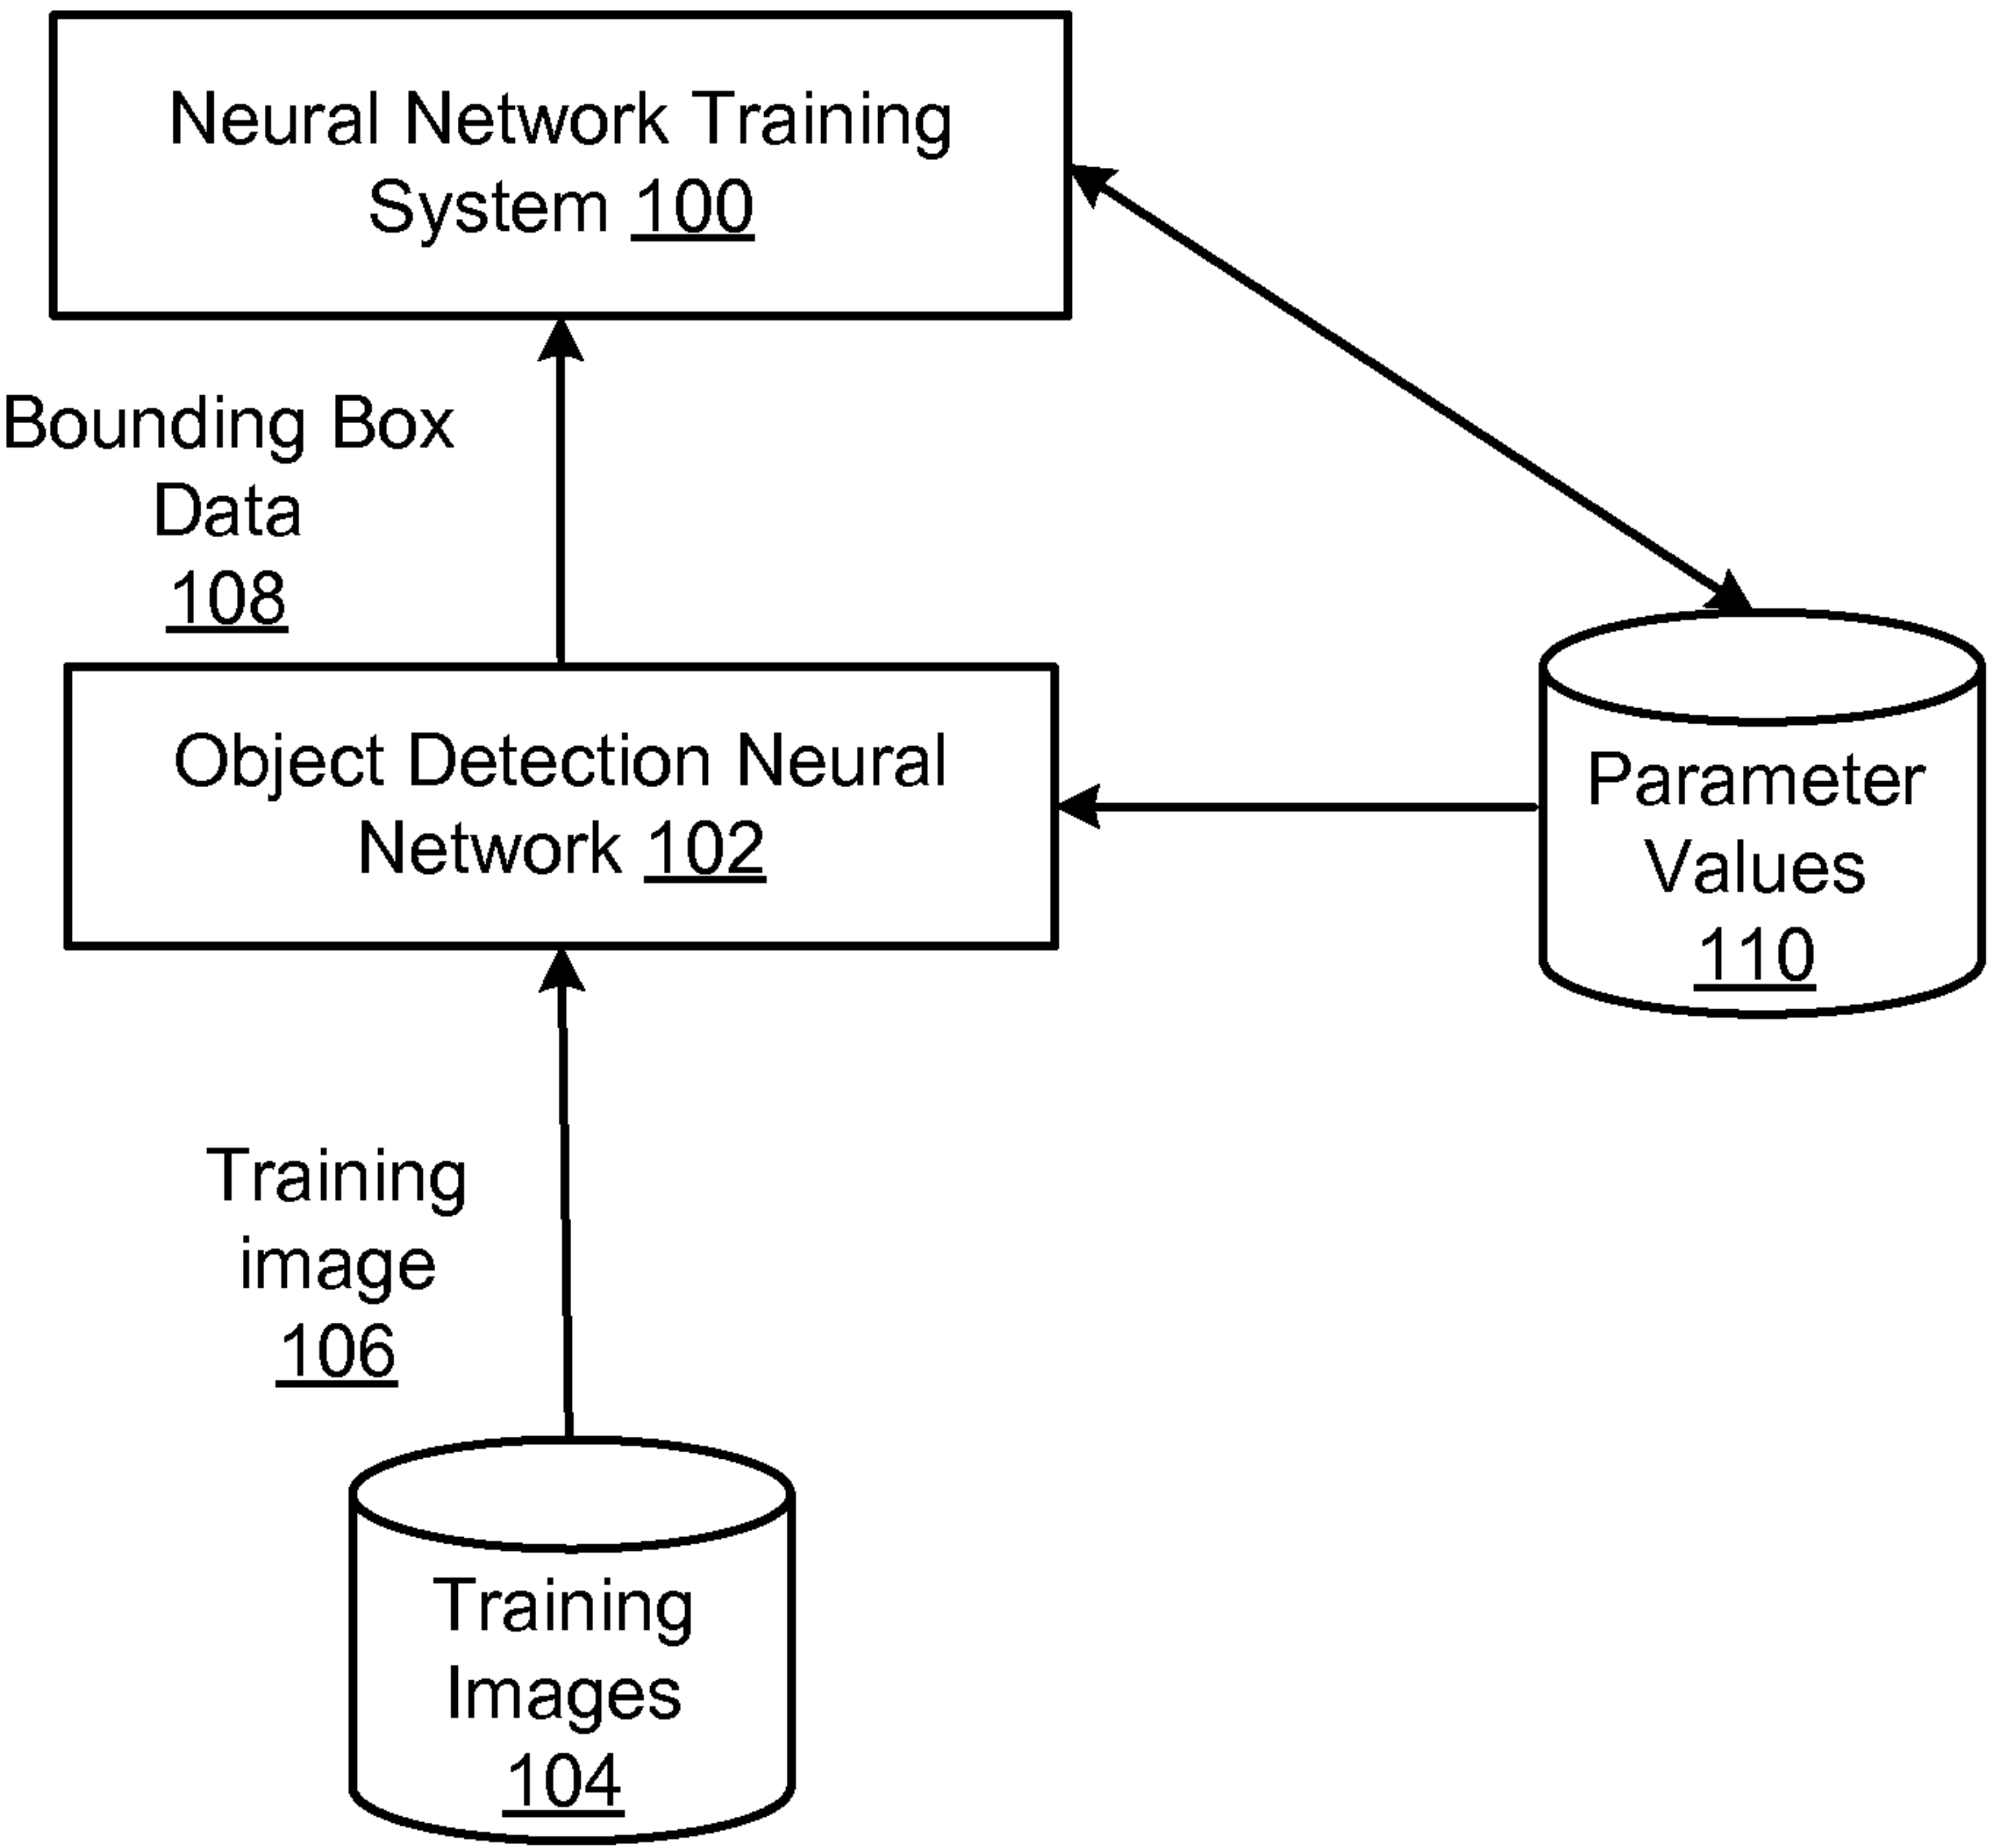 Neural Network Training
System 100
Bounding Box
Data
108
Object Detection Neural
Network 102
Parameter
Values
110
Training
image
106
Training
Images
104